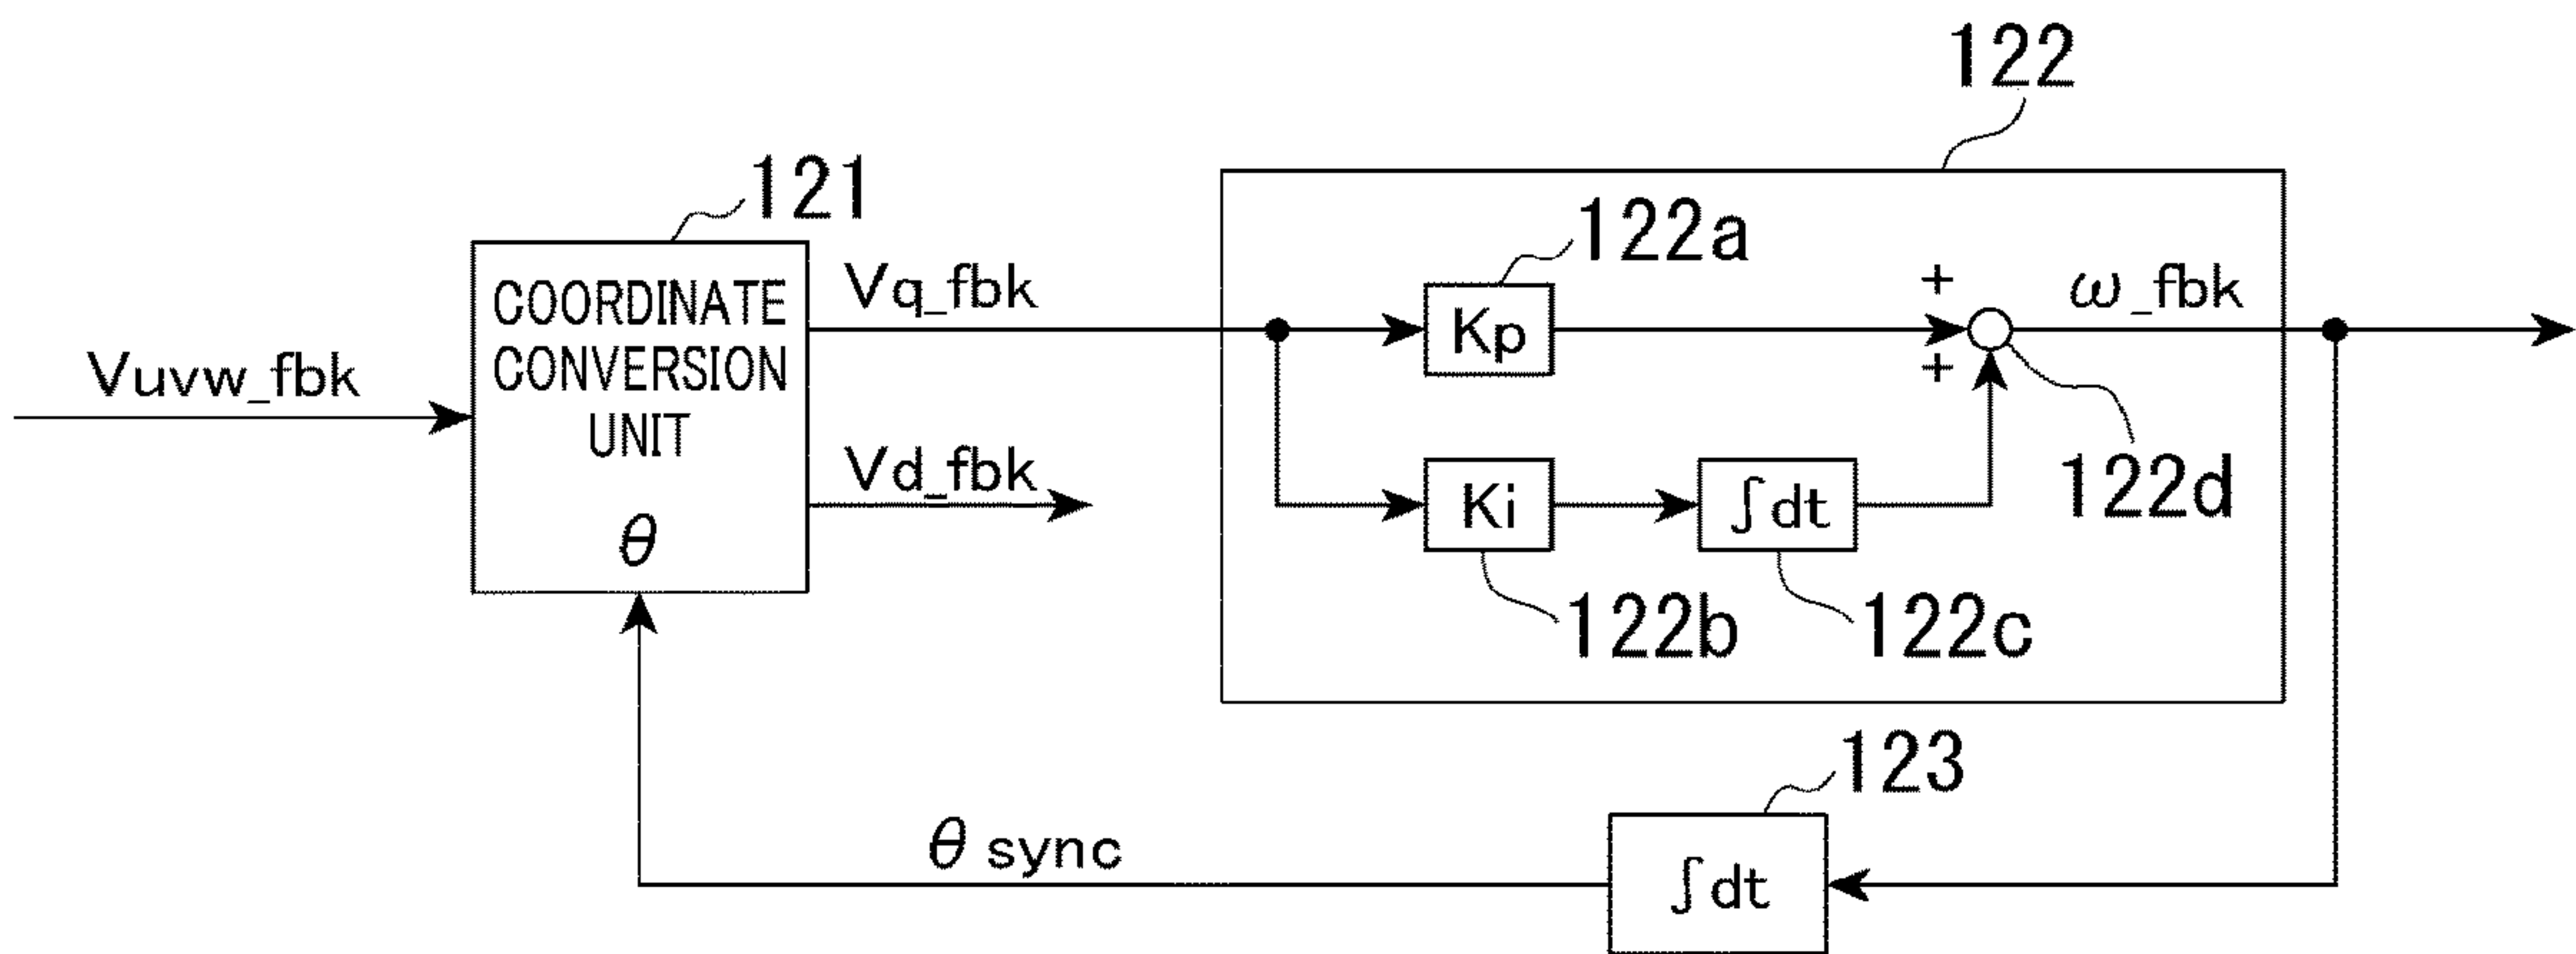 122
121
122a
COORDINATE
CONVERSION
UNIT
θ
Vq_fbk
Vuvw_fbk
Vd_fbk
Kp
+
+
ω_fbk
Ki
∫dt
122d
122b
122c
123
θ sync
∫dt